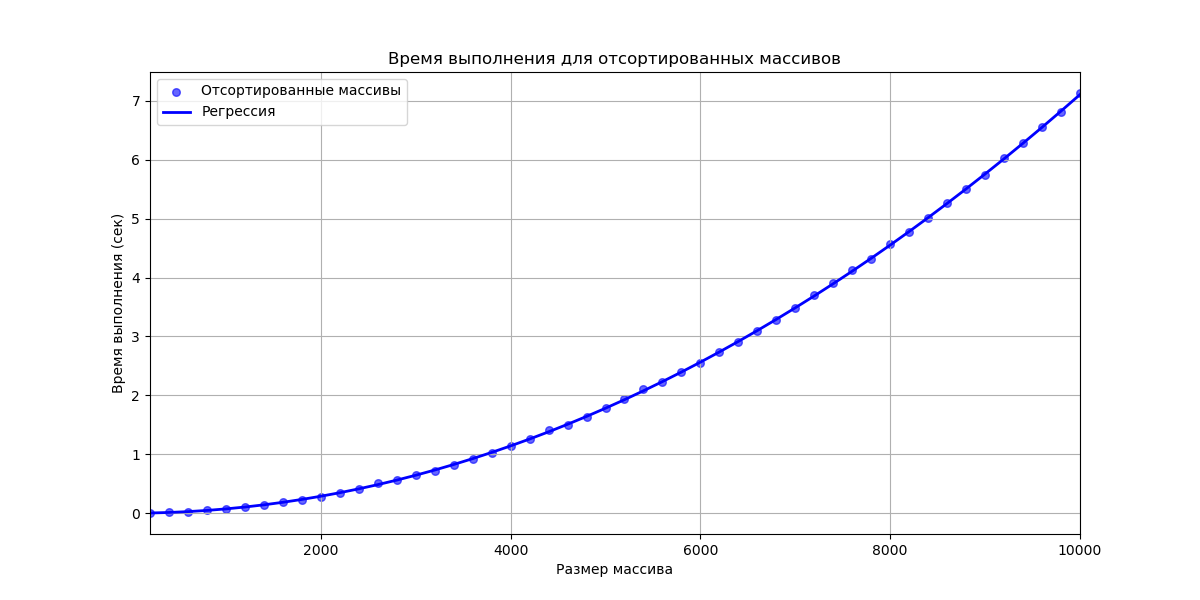 Время выполнения для отсортированных массивов
Отсортированные массивы
Регрессия
Время выполнения (сек)
7
6
5
4
3
2
1
0
2000 4000 6000 8000 10000
Размер массива